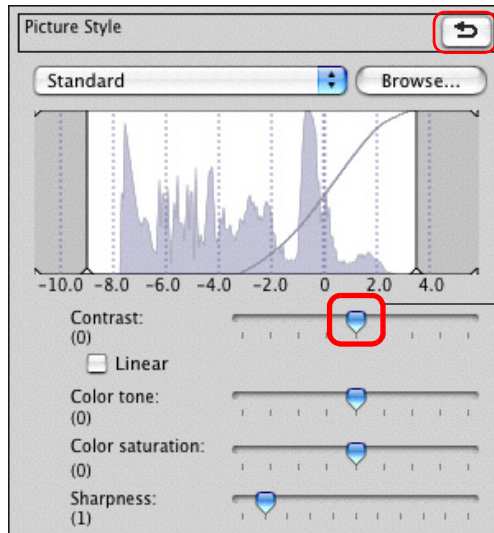 Picture Style
Standard Browse...
-10.0 -8.0 -6.0 -4.0 -2.0 0 2.0 4.0
Contrast:
(0)
Linear
Color tone:
(0)
Color saturation:
(0)
Sharpness:
(1)